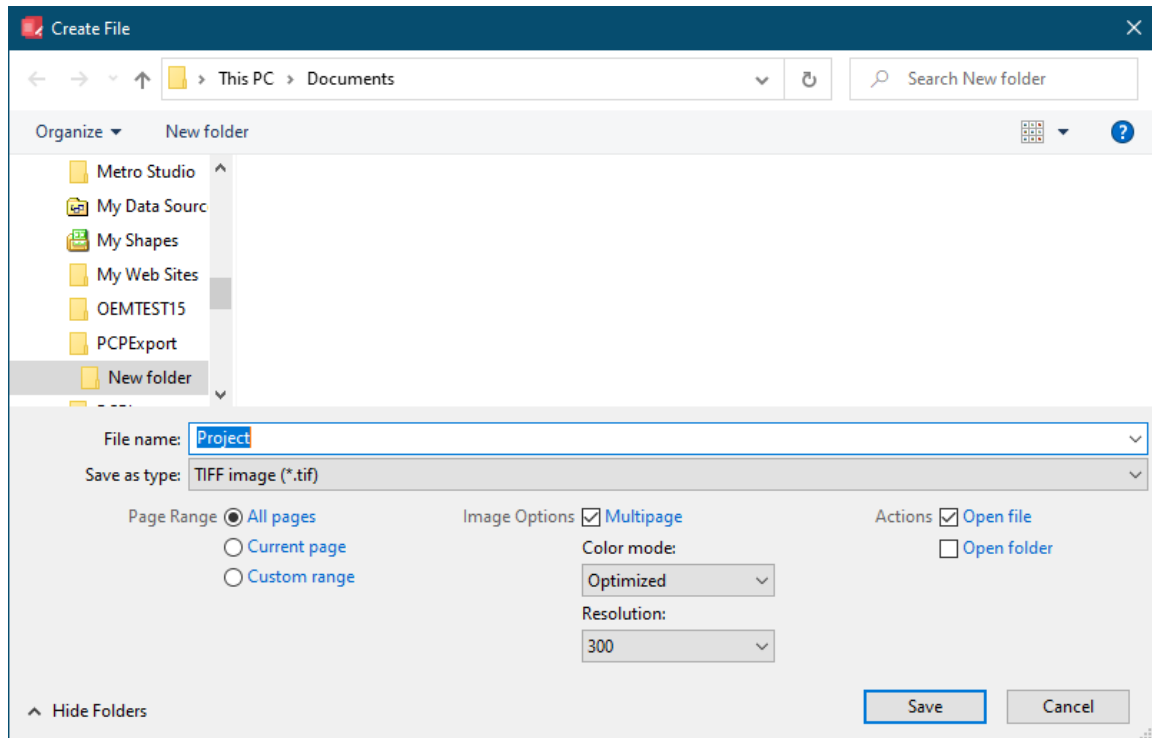 Create File
This PC > Documents
Search New folder
Organize
New folder
Metro Studio
My Data Sourc
My Shapes
My Web Sites
OEMTEST15
PCPExport
New folder
File name: Project
Save as type: TIFF image (*.tif)
Page Range All pages Image Options Multipage Actions Open file
Current page Color mode: Open folder
Custom range Optimized
Resolution:
300
Hide Folders Save Cancel